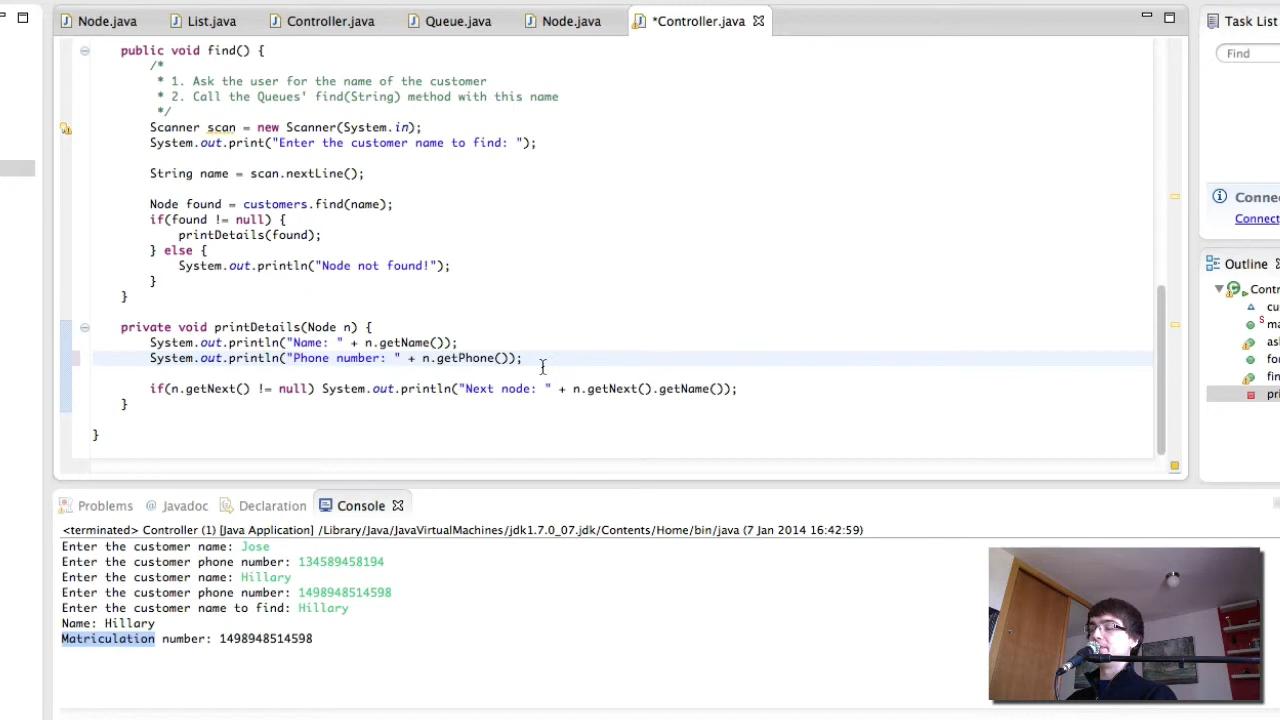 Node.java List.java Controller.java Queue.java Node.java *Controller.java
Task List
Find
public void find() {
/*
* 1. Ask the user for the name of the customer
* 2. Call the Queues' find(String) method with this name
*/
Scanner scan = new Scanner(System.in);
System.out.print("Enter the customer name to find: ");
String name = scan.nextLine();
Node found = customers.find(name);
if(found != null) {
printDetails(found);
} else {
System.out.println("Node not found!");
}
}
private void printDetails(Node n) {
System.out.println("Name: " + n.getName());
System.out.println("Phone number: " + n.getPhone());
if(n.getNext() != null) System.out.println("Next node: " + n.getNext().getName());
}
}
Conne
Connect
Outline
Contr
cu
ma
ask
fo
fin
pri
Problems Javadoc Declaration Console
<terminated> Controller (1) [Java Application] /Library/Java/JavaVirtualMachines/jdk1.7.0_07.jdk/Contents/Home/bin/java (7 Jan 2014 16:42:59)
Enter the customer name: Jose
Enter the customer phone number: 134589458194
Enter the customer name: Hillary
Enter the customer phone number: 1498948514598
Enter the customer name to find: Hillary
Name: Hillary
Matriculation number: 1498948514598